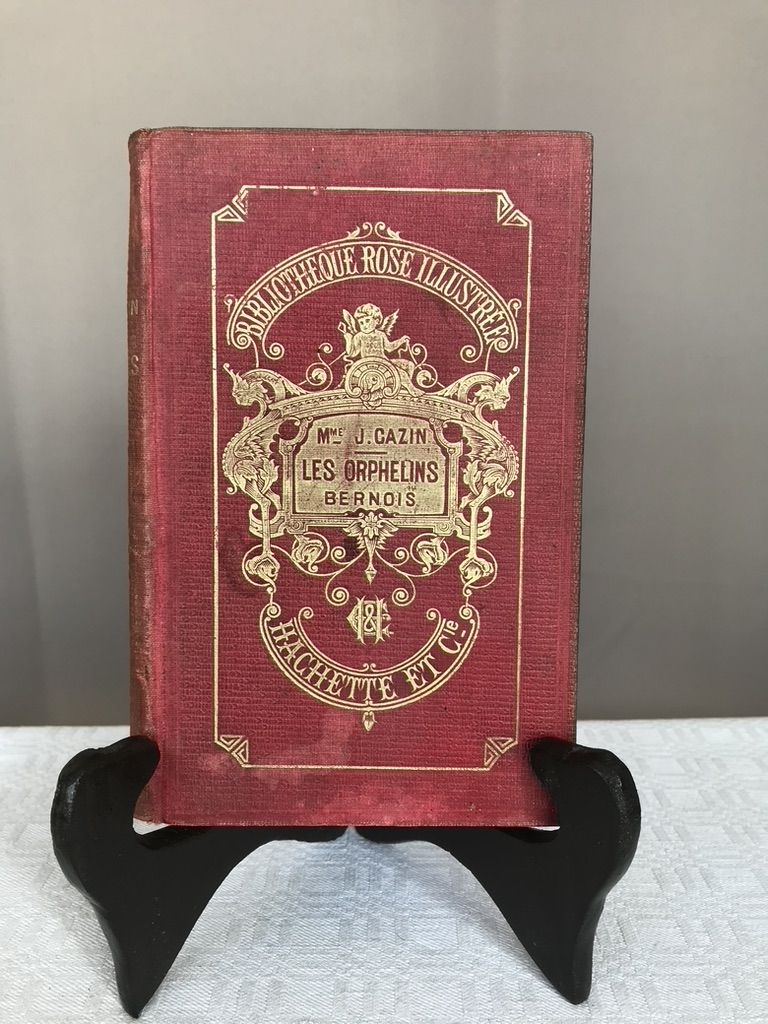 BIBLIOTHÈQUE ROSE ILLUSTRÉE
MME J. CAZIN
LES ORPHELINS
BERNOIS
H&C
HACHETTE ET Cie
N
S